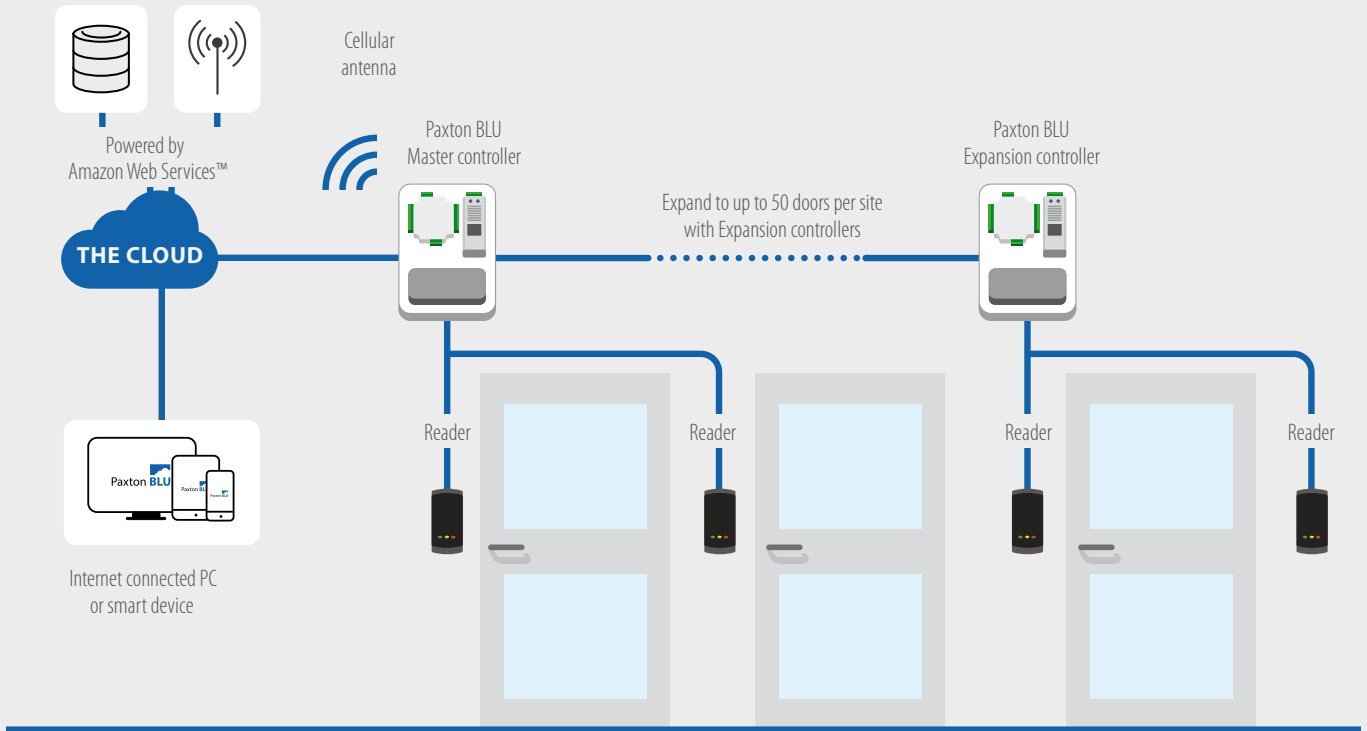 Cellular
antenna
Powered by
Amazon Web Services™
THE CLOUD
Paxton BLU
Master controller
Expand to up to 50 doors per site
with Expansion controllers
Paxton BLU
Expansion controller
Reader
Reader
Reader
Reader
Paxton BLU
Paxton BLU
Paxton BLU
Internet connected PC
or smart device